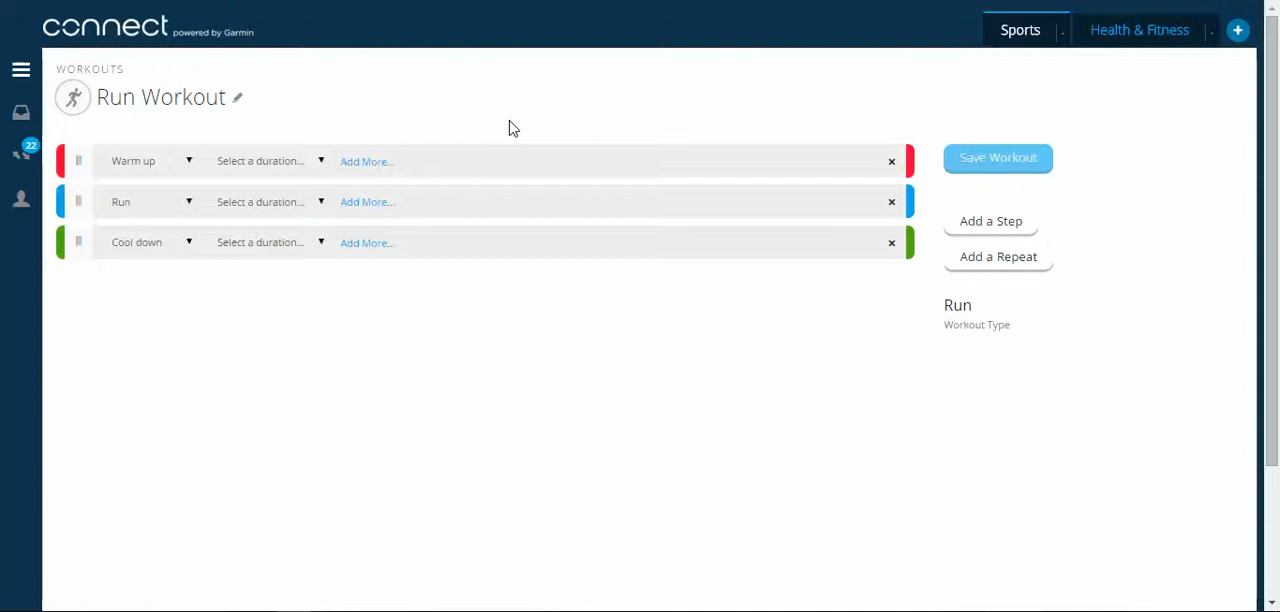 connect powered by Garmin
Sports
Health & Fitness
+
22
WORKOUTS
Run Workout
Warm up Select a duration... Add More... ×
Run Select a duration... Add More... ×
Cool down Select a duration... Add More... ×
Save Workout
Add a Step
Add a Repeat
Run
Workout Type